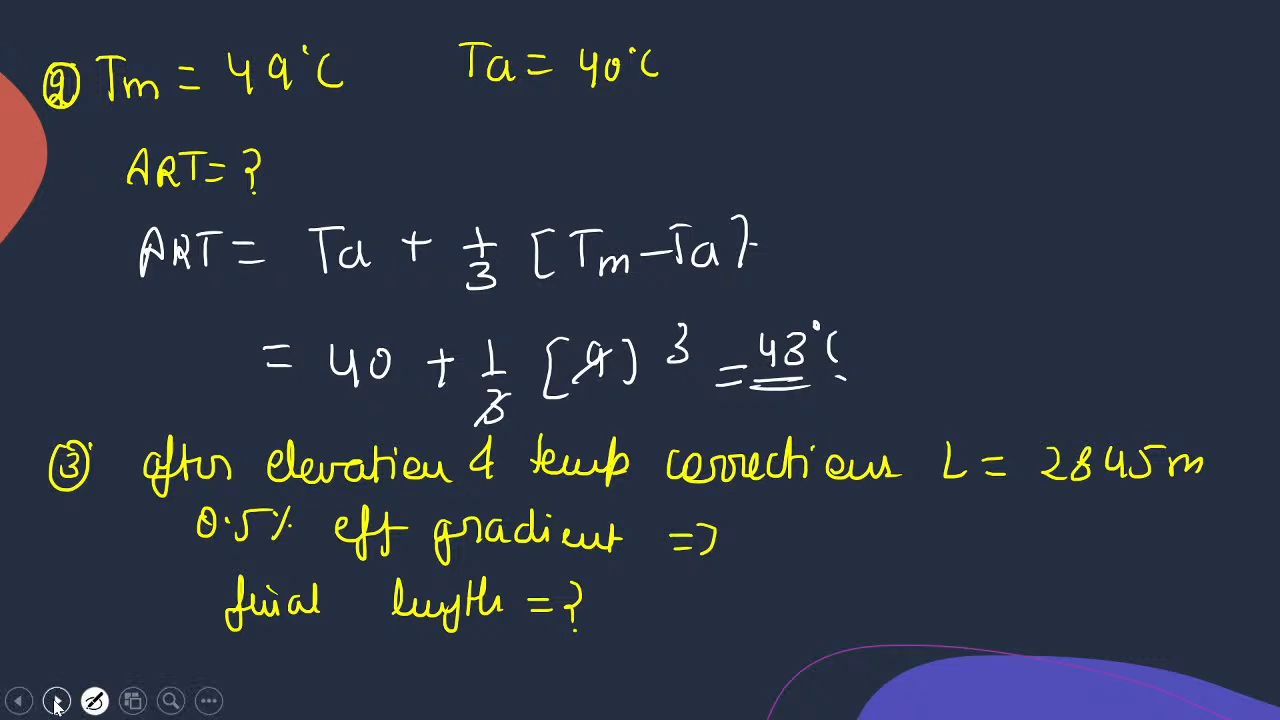 ② Tm = 49°C Ta = 40°C
ART = ?
ART = Ta + 1/3 [Tm - Ta]
= 40 + 1/3 [9] 3 = 43°C
③ after elevation & temp corrections L = 2845m
0.5% eff gradient =>
final length = ?